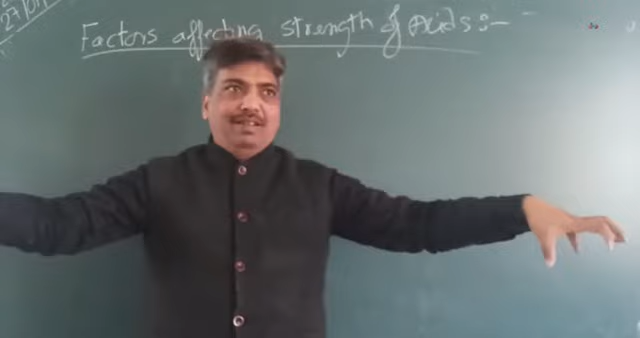 Factors affecting strength of Acids :-